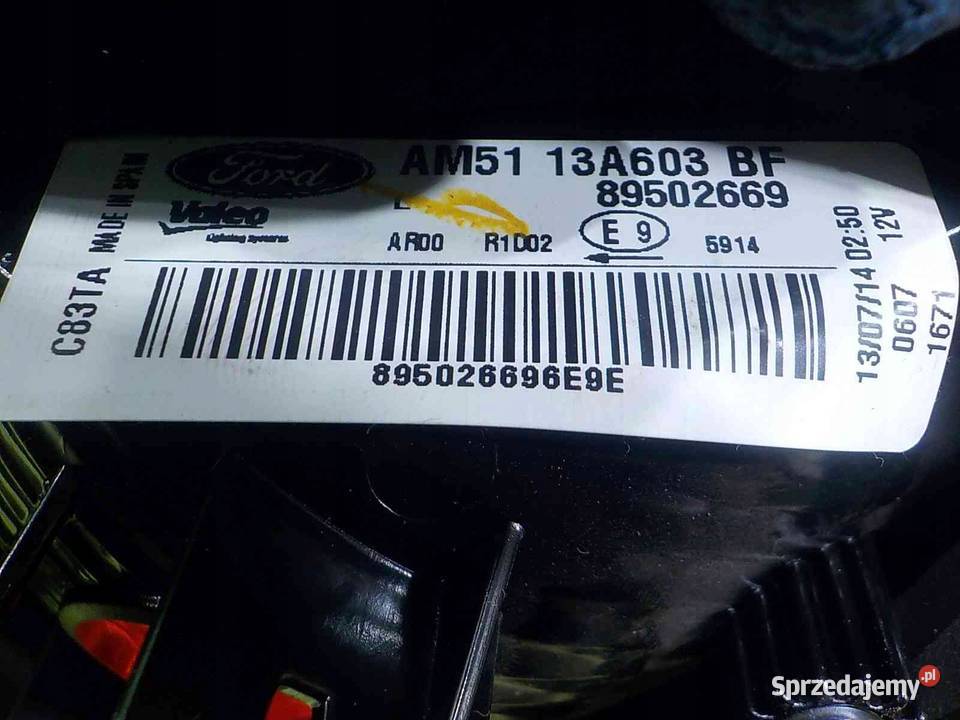 Ford AM51 13A603 BF
Valeo 89502669
Lighting Systems
AR00 R1D02 E 9 5914
895026696E9E
C83TA MADE IN SPAIN
13/07/14 02:50
0607 12V
1671
Sprzedajemy.pl